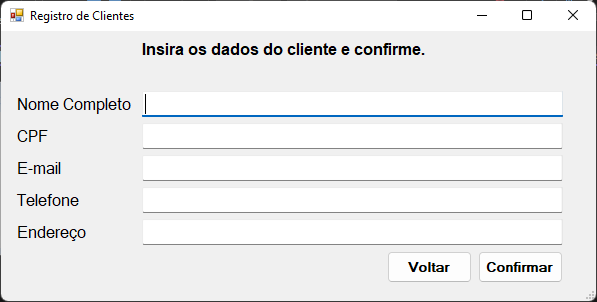 Registro de Clientes
Insira os dados do cliente e confirme.
Nome Completo
CPF
E-mail
Telefone
Endereço
Voltar Confirmar